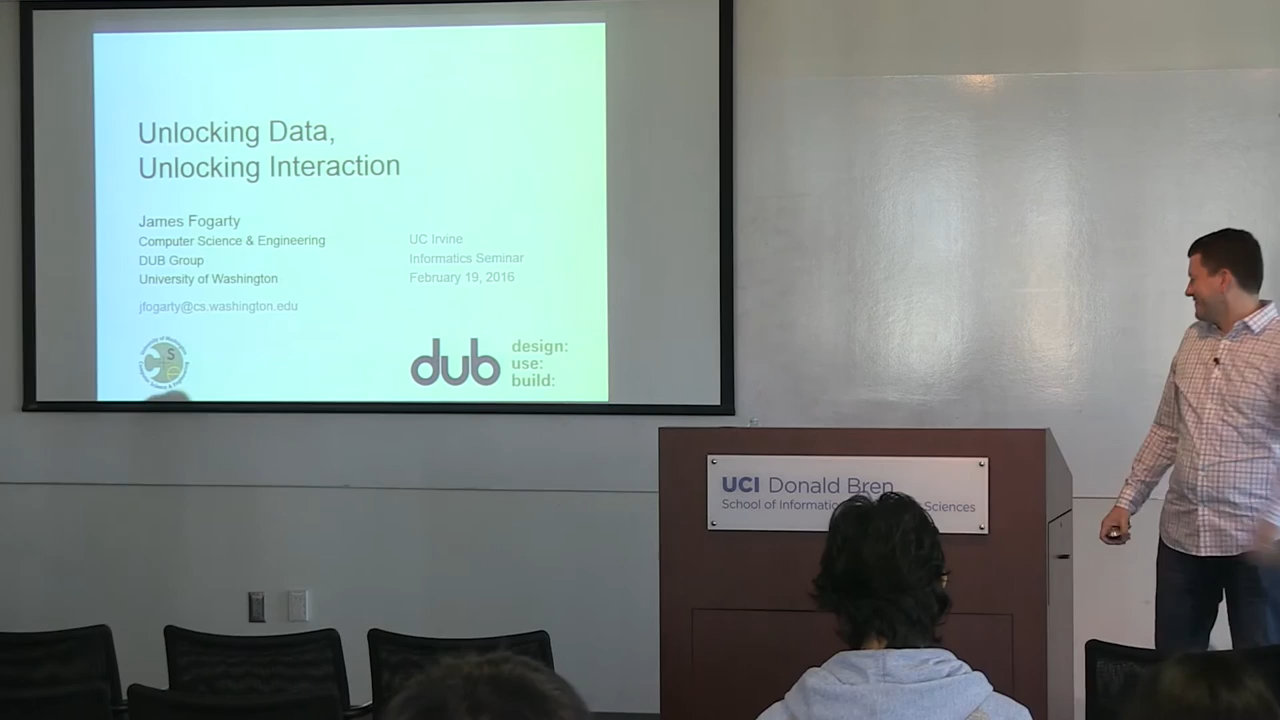 Unlocking Data,
Unlocking Interaction
James Fogarty
Computer Science & Engineering
DUB Group
University of Washington
jfogarty@cs.washington.edu
UC Irvine
Informatics Seminar
February 19, 2016
dub
design:
use:
build:
UCI Donald Bren
School of Informatio Sciences